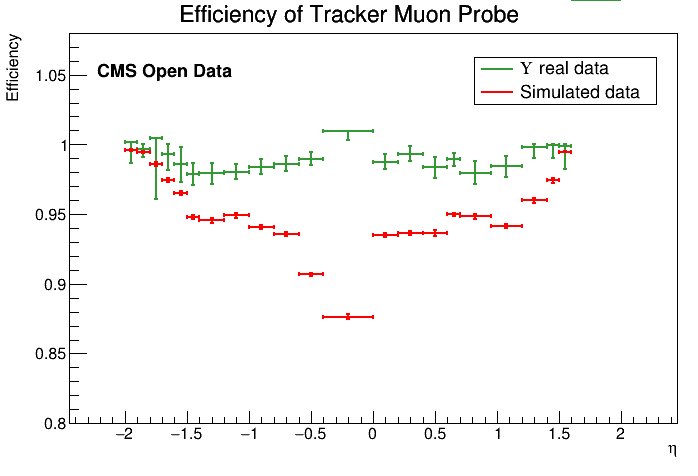 Efficiency of Tracker Muon Probe
Efficiency
CMS Open Data
ϒ real data
Simulated data
1.05
1
0.95
0.9
0.85
0.8
−2 −1.5 −1 −0.5 0 0.5 1 1.5 2
η